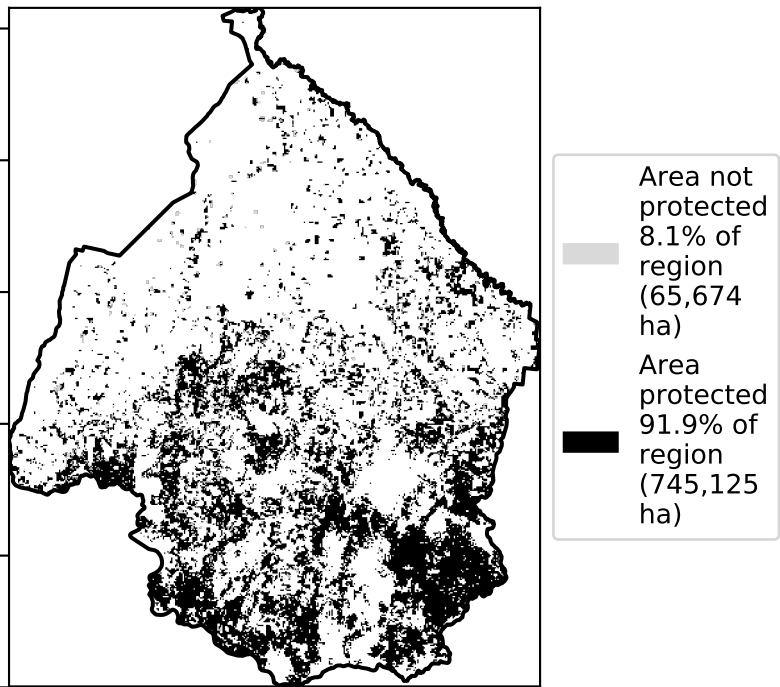 Area not
protected
8.1% of
region
(65,674
ha)
Area
protected
91.9% of
region
(745,125
ha)